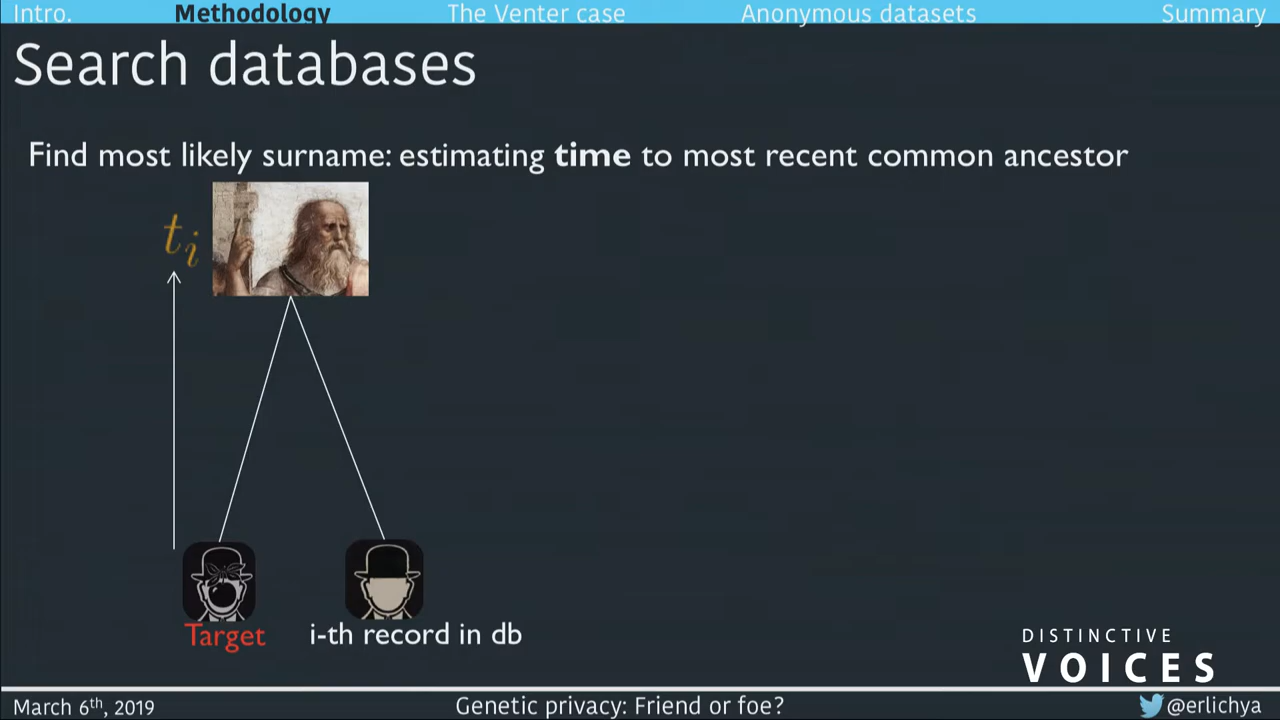 Intro. Methodology The Venter case Anonymous datasets Summary
Search databases
Find most likely surname: estimating time to most recent common ancestor
tᵢ
Target i-th record in db
DISTINCTIVE
VOICES
March 6ᵗʰ, 2019 Genetic privacy: Friend or foe? @erlichya